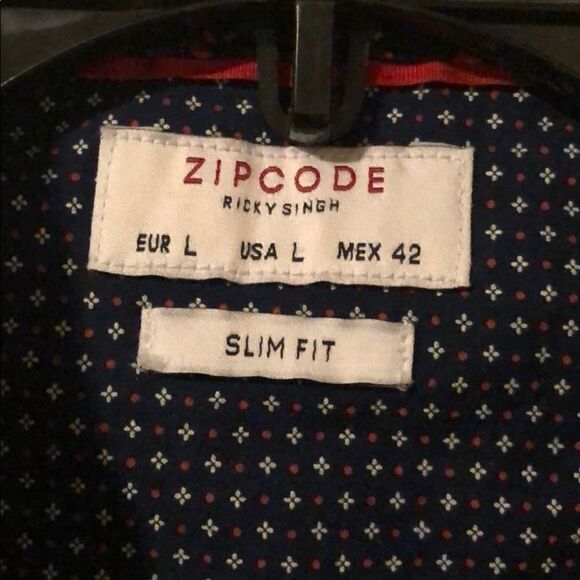 ZIPCODE
RICKY SINGH
EUR L USA L MEX 42
SLIM FIT